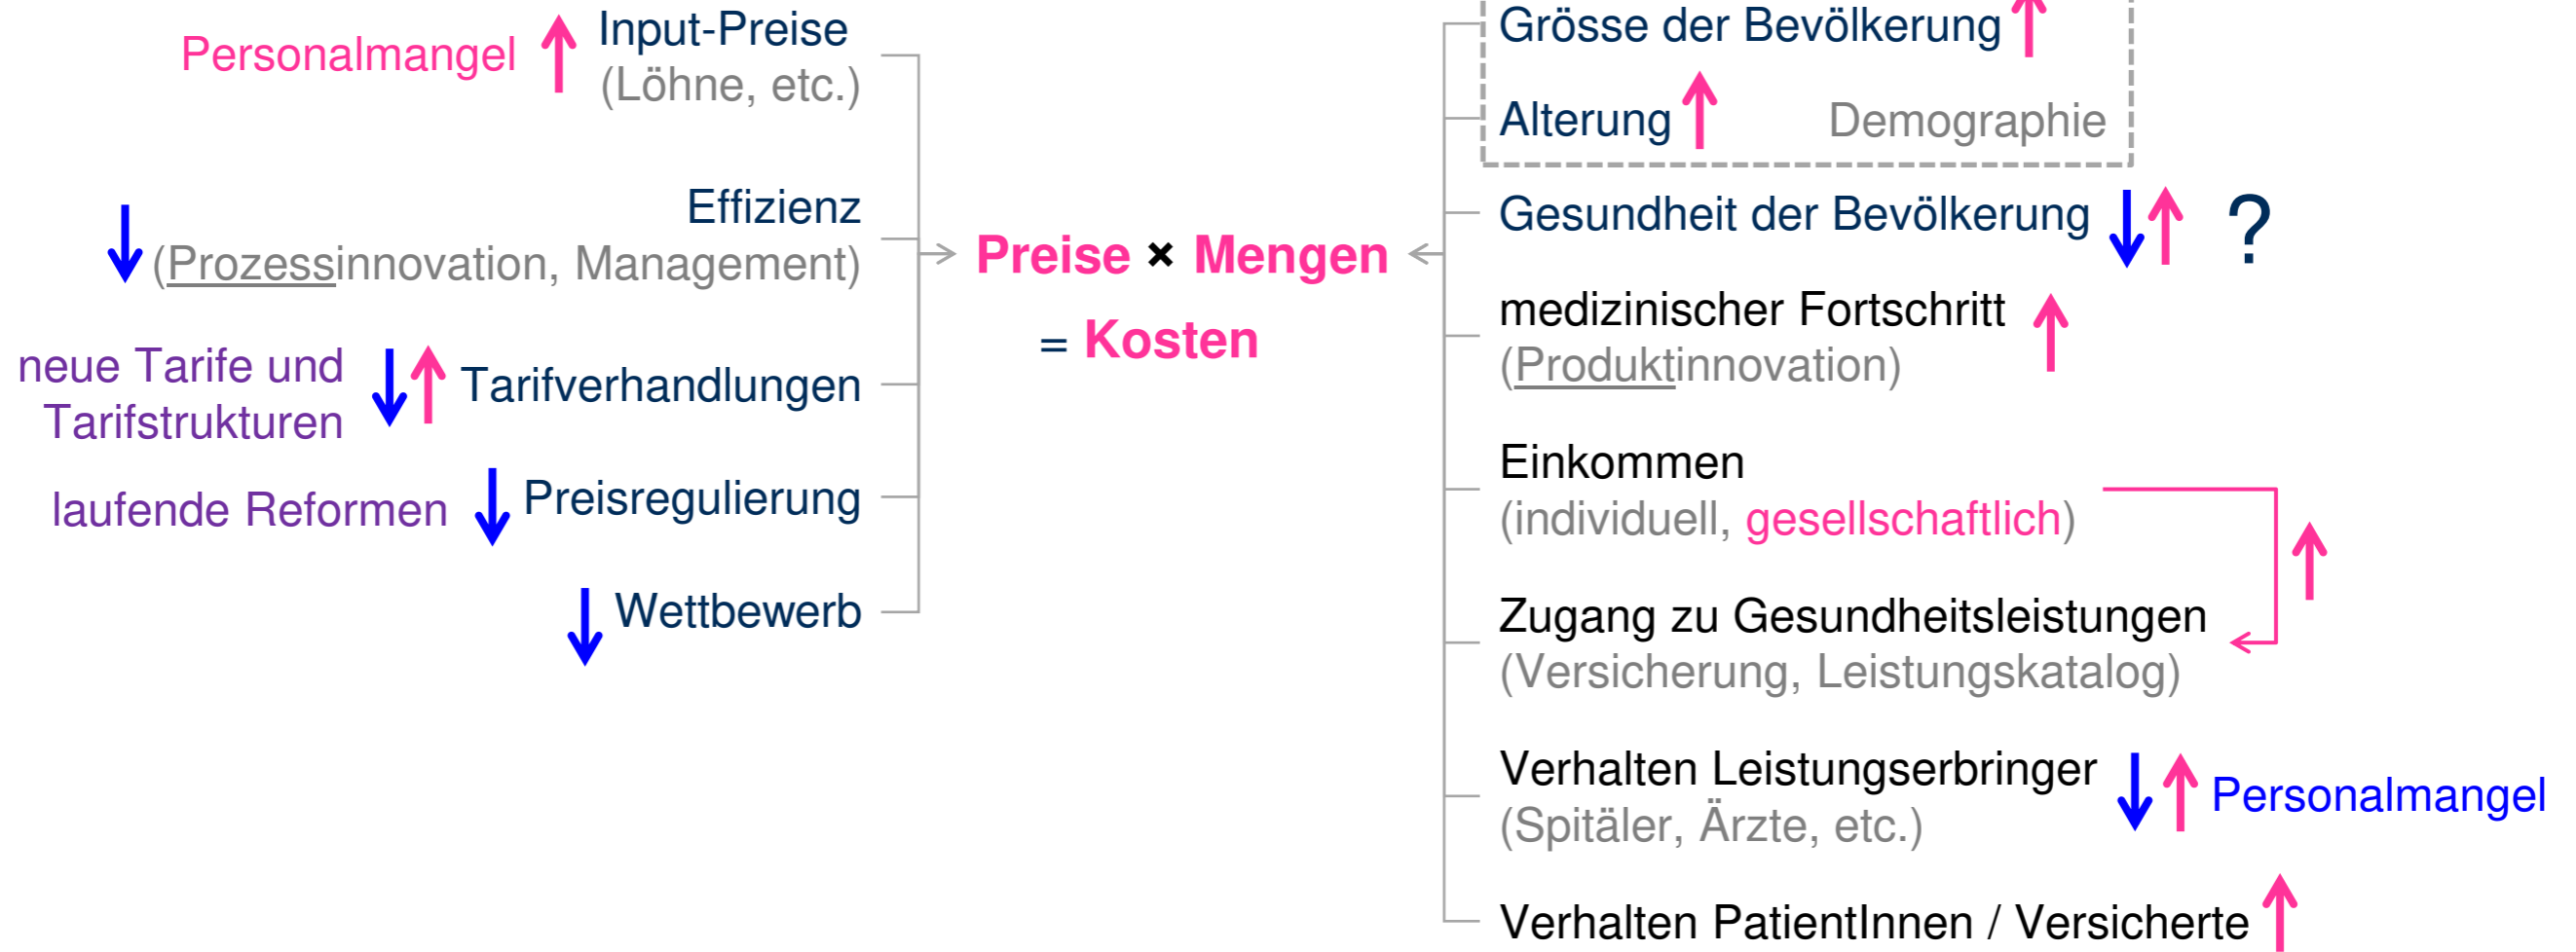 Personalmangel
Input-Preise
(Löhne, etc.)
Effizienz
(Prozessinnovation, Management)
neue Tarife und
Tarifstrukturen
Tarifverhandlungen
laufende Reformen
Preisregulierung
Wettbewerb
Preise × Mengen
= Kosten
Grösse der Bevölkerung
Alterung
Demographie
Gesundheit der Bevölkerung
?
medizinischer Fortschritt
(Produktinnovation)
Einkommen
(individuell, gesellschaftlich)
Zugang zu Gesundheitsleistungen
(Versicherung, Leistungskatalog)
Verhalten Leistungserbringer
(Spitäler, Ärzte, etc.)
Personalmangel
Verhalten PatientInnen / Versicherte